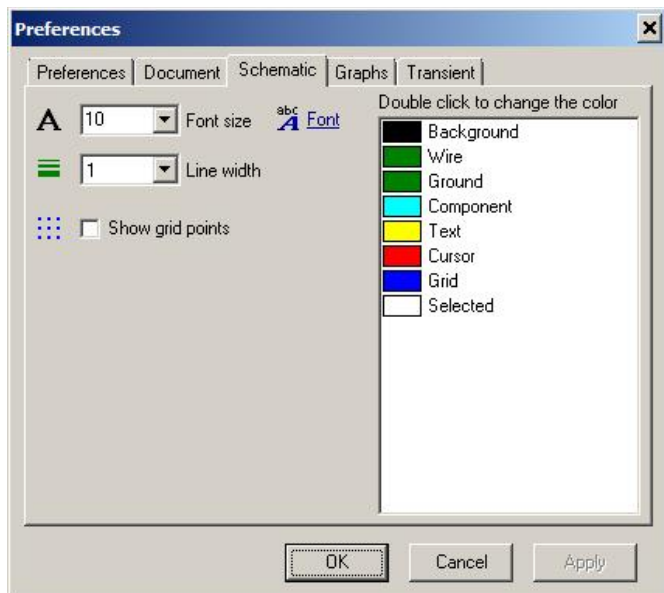 Preferences
Preferences Document Schematic Graphs Transient
A 10 Font size abc A Font
1 Line width
Show grid points
Double click to change the color
Background
Wire
Ground
Component
Text
Cursor
Grid
Selected
OK Cancel Apply